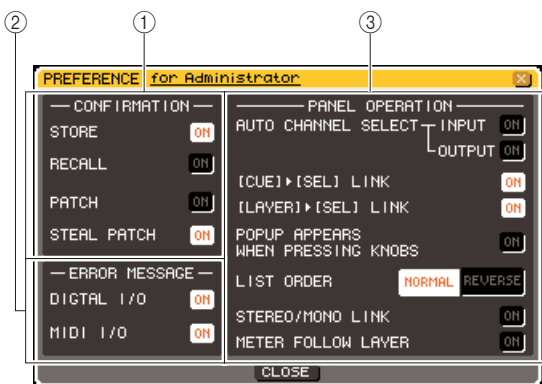 ② ① ③
PREFERENCE for Administrator
CONFIRMATION
STORE ON
RECALL ON
PATCH ON
STEAL PATCH ON
ERROR MESSAGE
DIGTAL I/O ON
MIDI I/O ON
PANEL OPERATION
AUTO CHANNEL SELECT INPUT ON
OUTPUT ON
[CUE]▸[SEL] LINK ON
[LAYER]▸[SEL] LINK ON
POPUP APPEARS
WHEN PRESSING KNOBS ON
LIST ORDER NORMAL REVERSE
STEREO/MONO LINK ON
METER FOLLOW LAYER ON
CLOSE